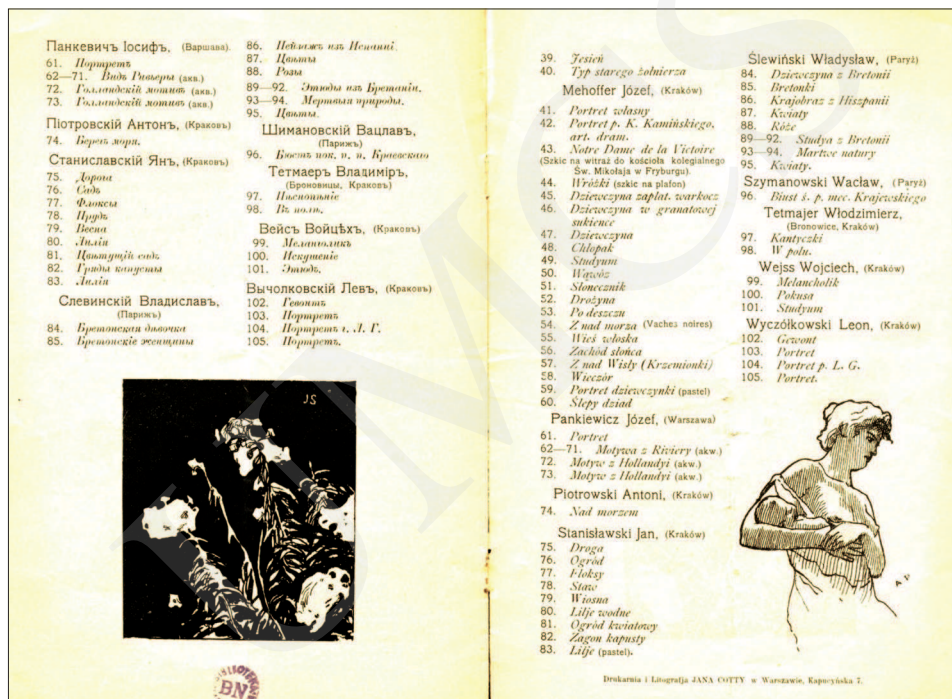 Панкевичъ Іосифъ, (Варшава).
61. Портретъ
62—71. Видъ Ривьеры (акв.)
72. Голландскій мотивъ (акв.)
73. Голландскій мотивъ (акв.)
Піотровскій Антонъ, (Краковъ)
74. Берегъ моря.
Станиславскій Янъ, (Краковъ)
75. Дорога
76. Садъ
77. Флоксы
78. Прудъ
79. Весна
80. Лилія
81. Цвѣтущій садъ
82. Гряды капусты
83. Лилія
Слевинскій Владиславъ,
(Парижъ)
84. Бретонская дѣвочка
85. Бретонскіе женщины
86. Пейзажъ изъ Испаніи.
87. Цвѣты
88. Розы
89—92. Этюды изъ Бретаніи.
93—94. Мертвая природы.
95. Цвѣты.
Шимановскій Вацлавъ,
(Парижъ)
96. Бюстъ пок. п. п. Краевскаго
Тетмаеръ Владиміръ,
(Броновицы, Краковъ)
97. Пѣснопѣніе
98. Въ полѣ.
Вейсъ Войцѣхъ, (Краковъ)
99. Меланхоликъ
100. Искушеніе
101. Этюдъ.
Вычолковскій Левъ, (Краковъ)
102. Гевонтъ
103. Портретъ
104. Портретъ г. Л. Г.
105. Портретъ.
JS
39. Jesień
40. Typ starego żołnierza
Mehoffer Józef, (Kraków)
41. Portret własny
42. Portret p. K. Kamińskiego,
art. dram.
43. Notre Dame de la Victoire
(Szkic na witraż do kościoła kolegialnego
Św. Mikołaja w Fryburgu).
44. Wróżki (szkic na plafon)
45. Dziewczyna zaplat. warkocz
46. Dziewczyna w granatowej
sukience
47. Dziewczyna
48. Chłopak
49. Studyum
50. Wąwóz
51. Słonecznik
52. Drożyna
53. Po deszczu
54. Z nad morza (Vaches noires)
55. Wieś włoska
56. Zachód słońca
57. Z nad Wisły (Krzemionki)
58. Wieczór
59. Portret dziewczynki (pastel)
60. Ślepy dziad
Pankiewicz Józef, (Warszawa)
61. Portret
62—71. Motywa z Riviery (akw.)
72. Motyw z Hollandyi (akw.)
73. Motyw z Hollandyi (akw.)
Piotrowski Antoni, (Kraków)
74. Nad morzem
Stanisławski Jan, (Kraków)
75. Droga
76. Ogród
77. Floksy
78. Staw
79. Wiosna
80. Lilje wodne
81. Ogród kwiatowy
82. Zagon kapusty
83. Lilje (pastel).
Ślewiński Władysław, (Paryż)
84. Dziewczyna z Bretonii
85. Bretonki
86. Krajobraz z Hiszpanii
87. Kwiaty
88. Róże
89—92. Studya z Bretonii
93—94. Martwe natury
95. Kwiaty.
Szymanowski Wacław, (Paryż)
96. Biust ś. p. mec. Krajewskiego
Tetmajer Włodzimierz,
(Bronowice, Kraków)
97. Kantyczki
98. W polu.
Wejss Wojciech, (Kraków)
99. Melancholik
100. Pokusa
101. Studyum
Wyczółkowski Leon, (Kraków)
102. Gewont
103. Portret
104. Portret p. L. G.
105. Portret.
Drukarnia i Litografja JANA COTTY w Warszawie, Kapucyńska 7.
BN
UMCS